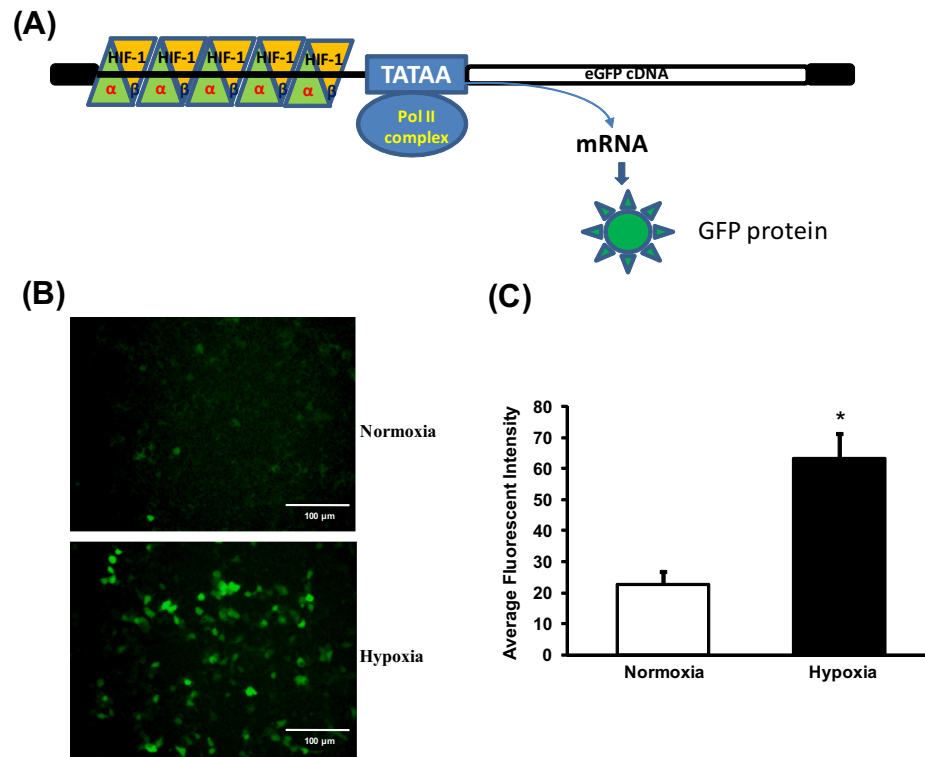 (A)
HIF-1 HIF-1 HIF-1 HIF-1 HIF-1
α β α β α β α β α β
TATAA
eGFP cDNA
Pol II
complex
mRNA
GFP protein
(B)
Normoxia
100 µm
Hypoxia
100 µm
(C)
Average Fluorescent Intensity
80
70
60
50
40
30
20
10
0
*
Normoxia Hypoxia